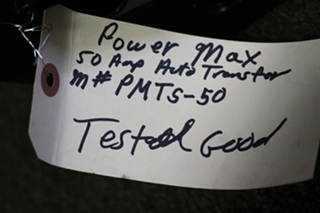 Power Max
50 Amp Auto Transfer
M# PMTS-50
Tested Good